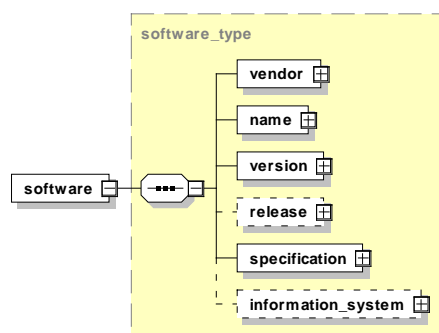 software_type
vendor
name
version
software
release
specification
information_system